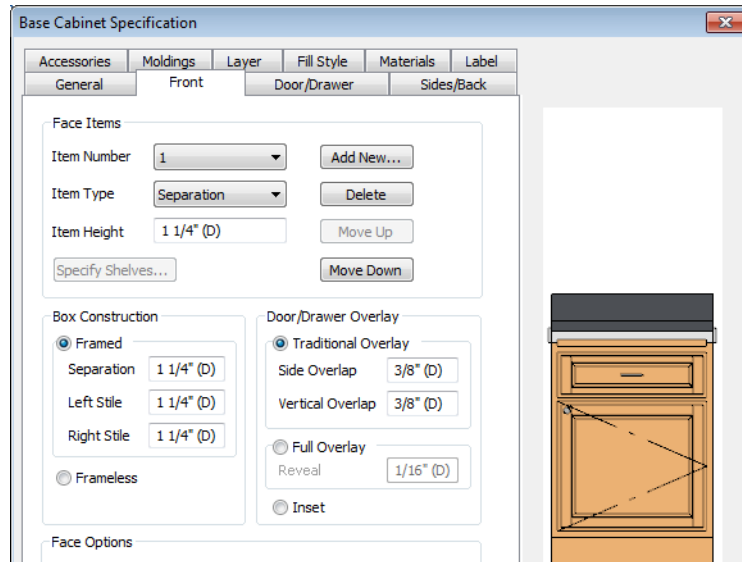 Base Cabinet Specification
Accessories Moldings Layer Fill Style Materials Label
General Front Door/Drawer Sides/Back
Face Items
Item Number 1 Add New...
Item Type Separation Delete
Item Height 1 1/4" (D) Move Up
Specify Shelves... Move Down
Box Construction
Framed
Separation 1 1/4" (D)
Left Stile 1 1/4" (D)
Right Stile 1 1/4" (D)
Frameless
Door/Drawer Overlay
Traditional Overlay
Side Overlap 3/8" (D)
Vertical Overlap 3/8" (D)
Full Overlay
Reveal 1/16" (D)
Inset
Face Options